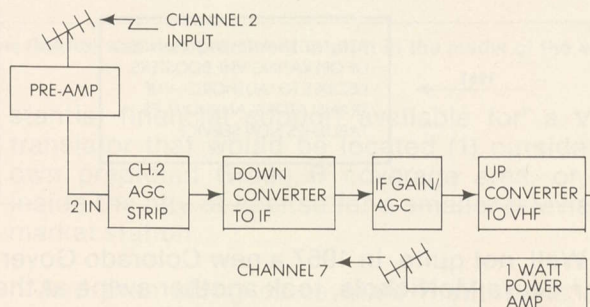 CHANNEL 2
INPUT
PRE-AMP
2 IN
CH.2
AGC
STRIP
DOWN
CONVERTER
TO IF
IF GAIN/
AGC
UP
CONVERTER
TO VHF
CHANNEL 7
1 WATT
POWER
AMP